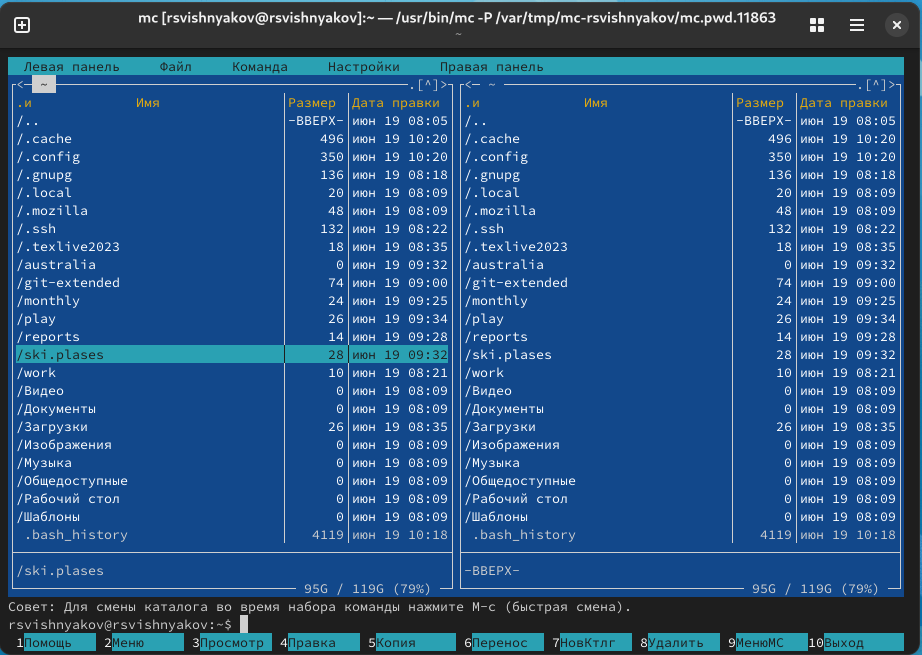 mc [rsvishnyakov@rsvishnyakov]:~ — /usr/bin/mc -P /var/tmp/mc-rsvishnyakov/mc.pwd.11863
~
Левая панель Файл Команда Настройки Правая панель
<— ~ .[^]> <— ~ .[^]>
.и Имя Размер Дата правки .и Имя Размер Дата правки
/.. -ВВЕРХ- июн 19 08:05 /.. -ВВЕРХ- июн 19 08:05
/.cache 496 июн 19 10:20 /.cache 496 июн 19 10:20
/.config 350 июн 19 10:20 /.config 350 июн 19 10:20
/.gnupg 136 июн 19 08:18 /.gnupg 136 июн 19 08:18
/.local 20 июн 19 08:09 /.local 20 июн 19 08:09
/.mozilla 48 июн 19 08:09 /.mozilla 48 июн 19 08:09
/.ssh 132 июн 19 08:22 /.ssh 132 июн 19 08:22
/.texlive2023 18 июн 19 08:35 /.texlive2023 18 июн 19 08:35
/australia 0 июн 19 09:32 /australia 0 июн 19 09:32
/git-extended 74 июн 19 09:00 /git-extended 74 июн 19 09:00
/monthly 24 июн 19 09:25 /monthly 24 июн 19 09:25
/play 26 июн 19 09:34 /play 26 июн 19 09:34
/reports 14 июн 19 09:28 /reports 14 июн 19 09:28
/ski.plases 28 июн 19 09:32 /ski.plases 28 июн 19 09:32
/work 10 июн 19 08:21 /work 10 июн 19 08:21
/Видео 0 июн 19 08:09 /Видео 0 июн 19 08:09
/Документы 0 июн 19 08:09 /Документы 0 июн 19 08:09
/Загрузки 26 июн 19 08:35 /Загрузки 26 июн 19 08:35
/Изображения 0 июн 19 08:09 /Изображения 0 июн 19 08:09
/Музыка 0 июн 19 08:09 /Музыка 0 июн 19 08:09
/Общедоступные 0 июн 19 08:09 /Общедоступные 0 июн 19 08:09
/Рабочий стол 0 июн 19 08:09 /Рабочий стол 0 июн 19 08:09
/Шаблоны 0 июн 19 08:09 /Шаблоны 0 июн 19 08:09
.bash_history 4119 июн 19 10:18 .bash_history 4119 июн 19 10:18
/ski.plases -ВВЕРХ-
95G / 119G (79%) 95G / 119G (79%)
Совет: Для смены каталога во время набора команды нажмите M-c (быстрая смена).
rsvishnyakov@rsvishnyakov:~$
1Помощь 2Меню 3Просмотр 4Правка 5Копия 6Перенос 7НовКтлг 8Удалить 9МенюМС 10Выход